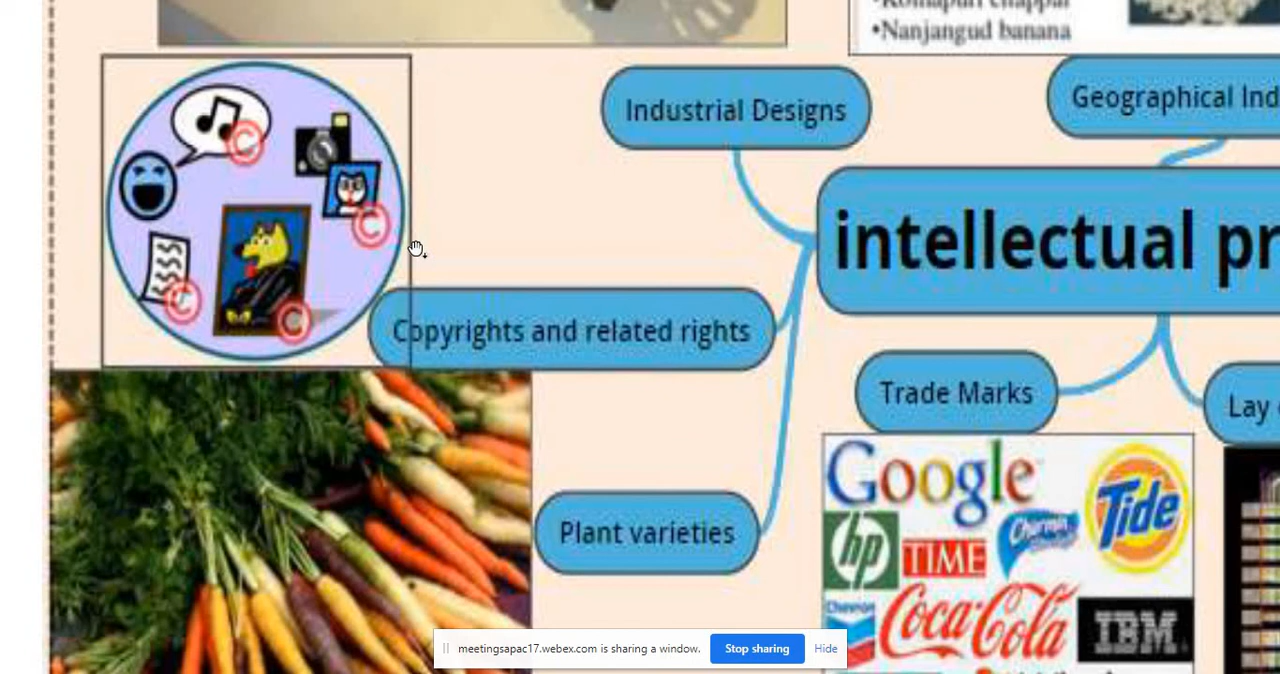 •Nanjangud banana
Industrial Designs
Geographical Ind
intellectual pr
Copyrights and related rights
Trade Marks
Lay
Plant varieties
Google
Tide
hp
Charmin
TIME
Chevron
Coca-Cola
IBM
meetingsapac17.webex.com is sharing a window.
Stop sharing
Hide
C
C
C
C